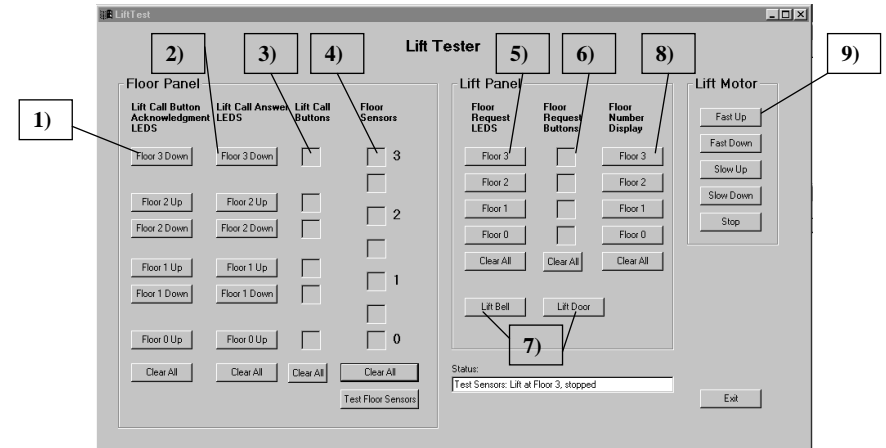 LiftTest
Lift Tester
1)
2)
3)
4)
5)
6)
7)
8)
9)
Floor Panel
Lift Call Button
Acknowledgment
LEDS
Lift Call Answer
LEDS
Lift Call
Buttons
Floor
Sensors
Floor 3 Down
Floor 3 Down
3
Floor 2 Up
Floor 2 Up
2
Floor 2 Down
Floor 2 Down
Floor 1 Up
Floor 1 Up
1
Floor 1 Down
Floor 1 Down
Floor 0 Up
Floor 0 Up
0
Clear All
Clear All
Clear All
Clear All
Test Floor Sensors
Lift Panel
Floor
Request
LEDS
Floor
Request
Buttons
Floor
Number
Display
Floor 3
Floor 3
Floor 2
Floor 2
Floor 1
Floor 1
Floor 0
Floor 0
Clear All
Clear All
Clear All
Lift Bell
Lift Door
Status:
Test Sensors: Lift at Floor 3, stopped
Lift Motor
Fast Up
Fast Down
Slow Up
Slow Down
Stop
Exit